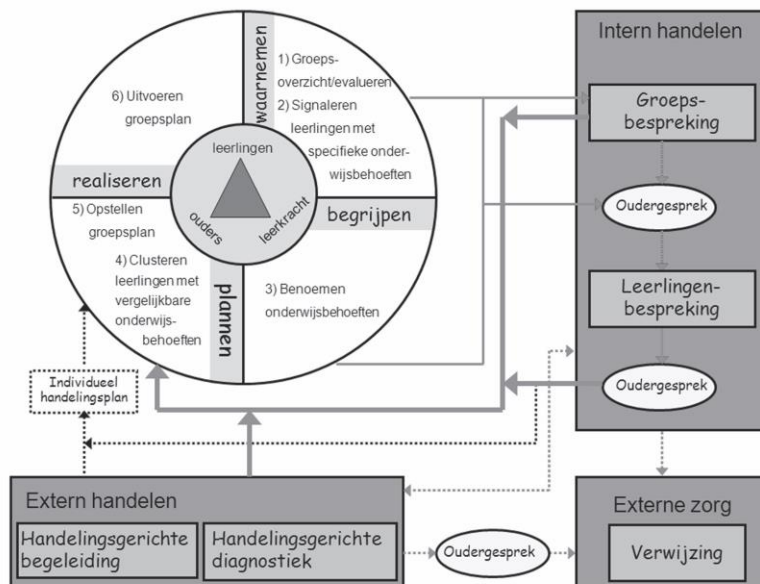 waarnemen
1) Groeps-
overzicht/evalueren
2) Signaleren
leerlingen met
specifieke onder-
wijsbehoeften
begrijpen
3) Benoemen
onderwijsbehoeften
plannen
4) Clusteren
leerlingen met
vergelijkbare
onderwijs-
behoeften
5) Opstellen
groepsplan
realiseren
6) Uitvoeren
groepsplan
leerlingen
ouders
leerkracht
Intern handelen
Groeps-
bespreking
Oudergesprek
Leerlingen-
bespreking
Oudergesprek
Individueel
handelingsplan
Extern handelen
Handelingsgerichte
begeleiding
Handelingsgerichte
diagnostiek
Oudergesprek
Externe zorg
Verwijzing